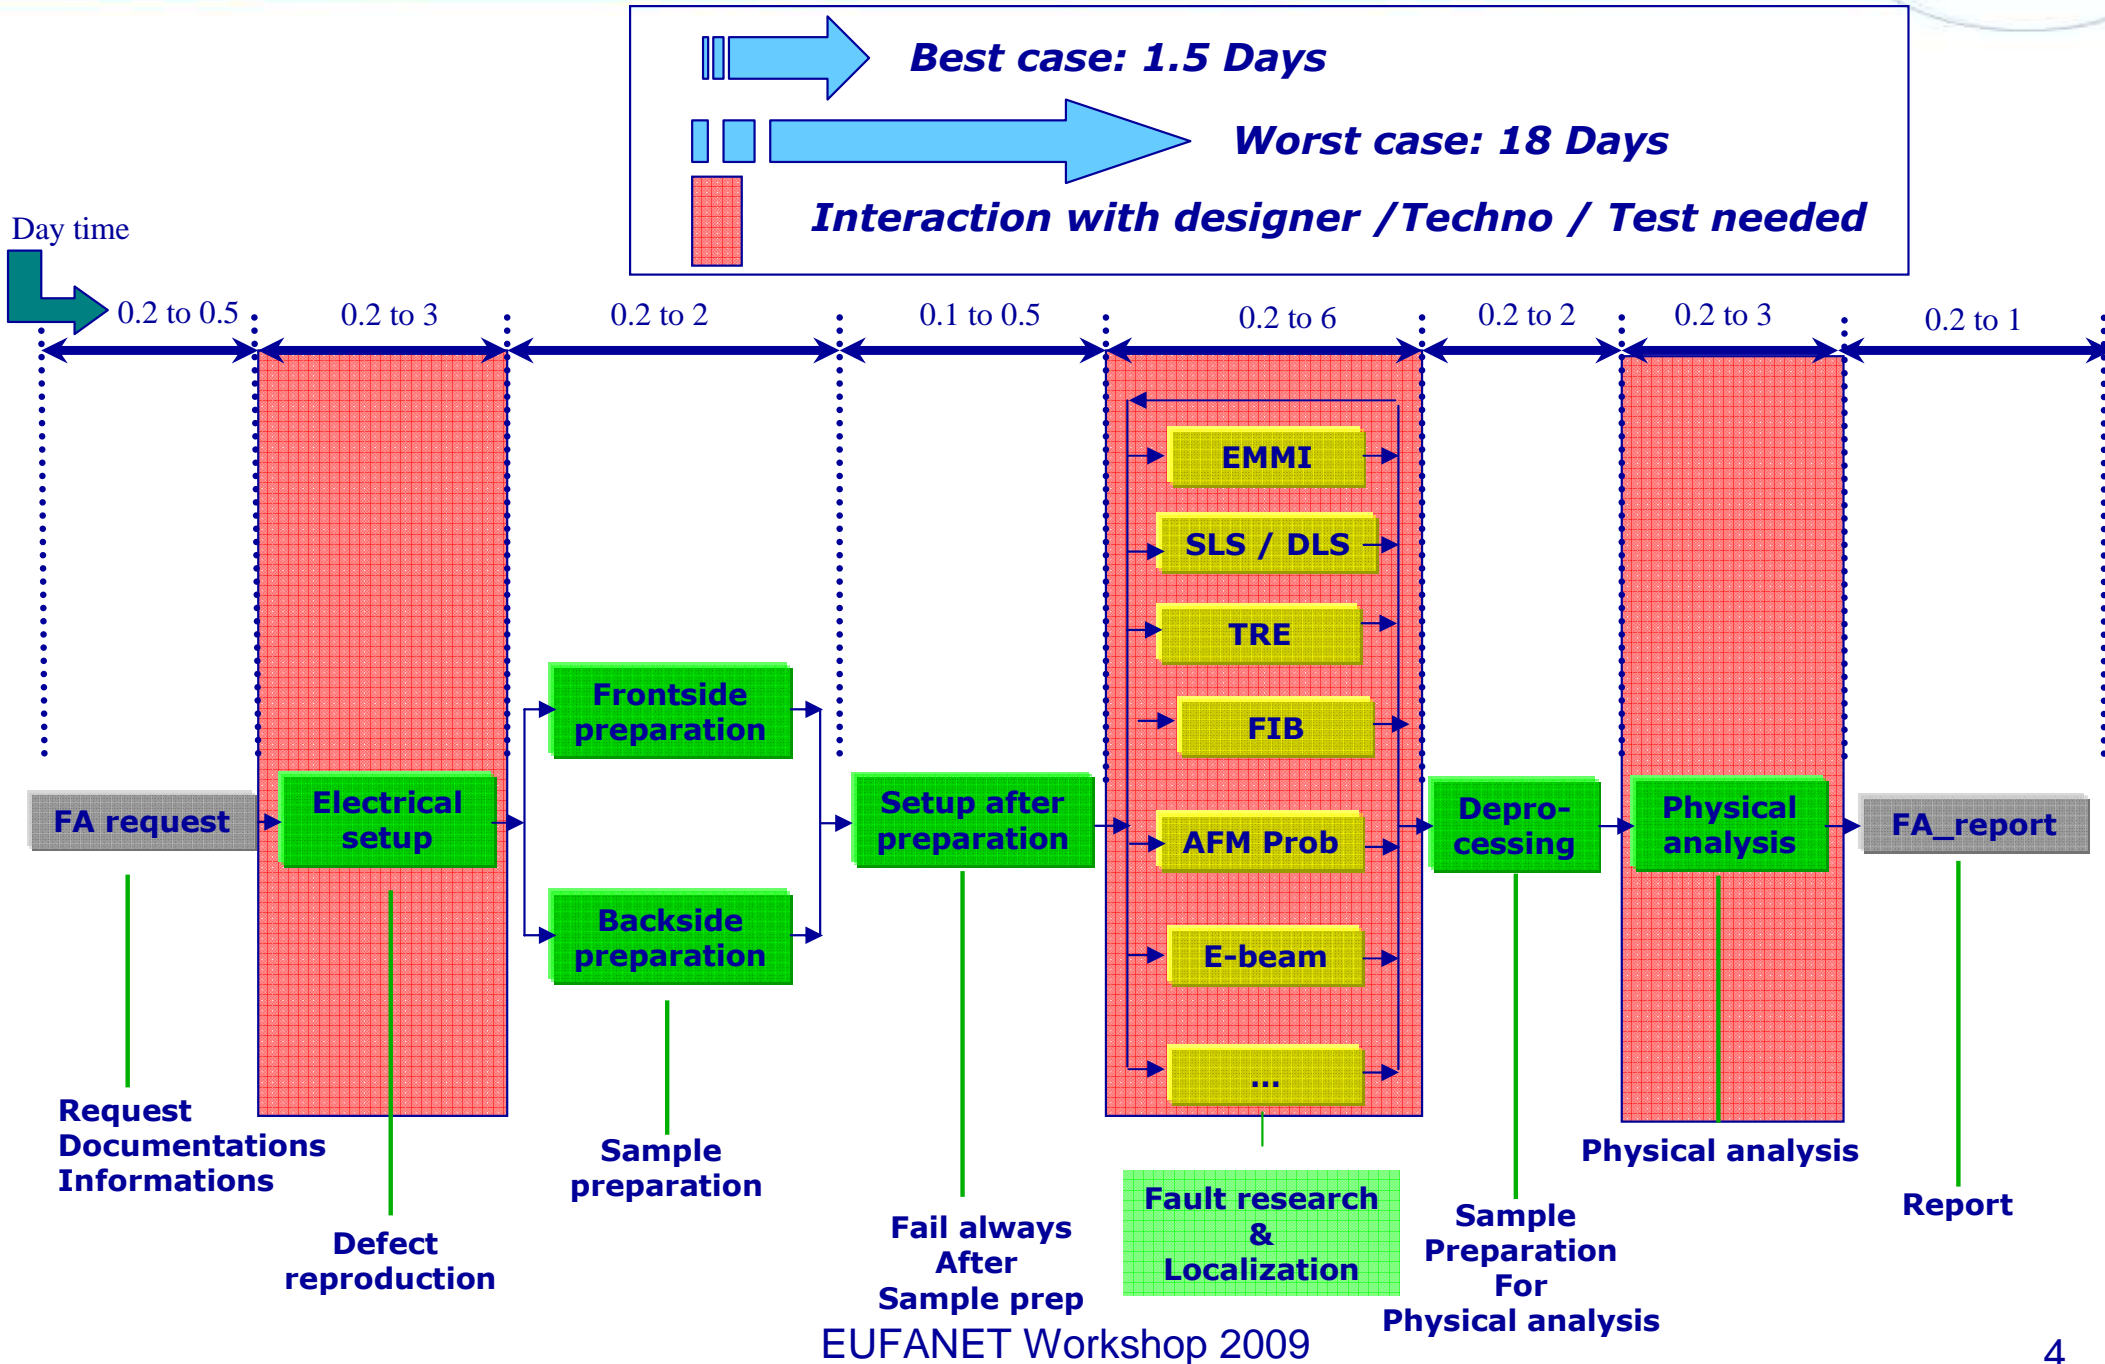 Best case: 1.5 Days
Worst case: 18 Days
Interaction with designer /Techno / Test needed
Day time
0.2 to 0.5
0.2 to 3
0.2 to 2
0.1 to 0.5
0.2 to 6
0.2 to 2
0.2 to 3
0.2 to 1
FA request
Electrical
setup
Frontside
preparation
Backside
preparation
Setup after
preparation
EMMI
SLS / DLS
TRE
FIB
AFM Prob
E-beam
...
Depro-
cessing
Physical
analysis
FA_report
Request
Documentations
Informations
Defect
reproduction
Sample
preparation
Fail always
After
Sample prep
Fault research
&
Localization
Sample
Preparation
For
Physical analysis
Physical analysis
Report
EUFANET Workshop 2009
4